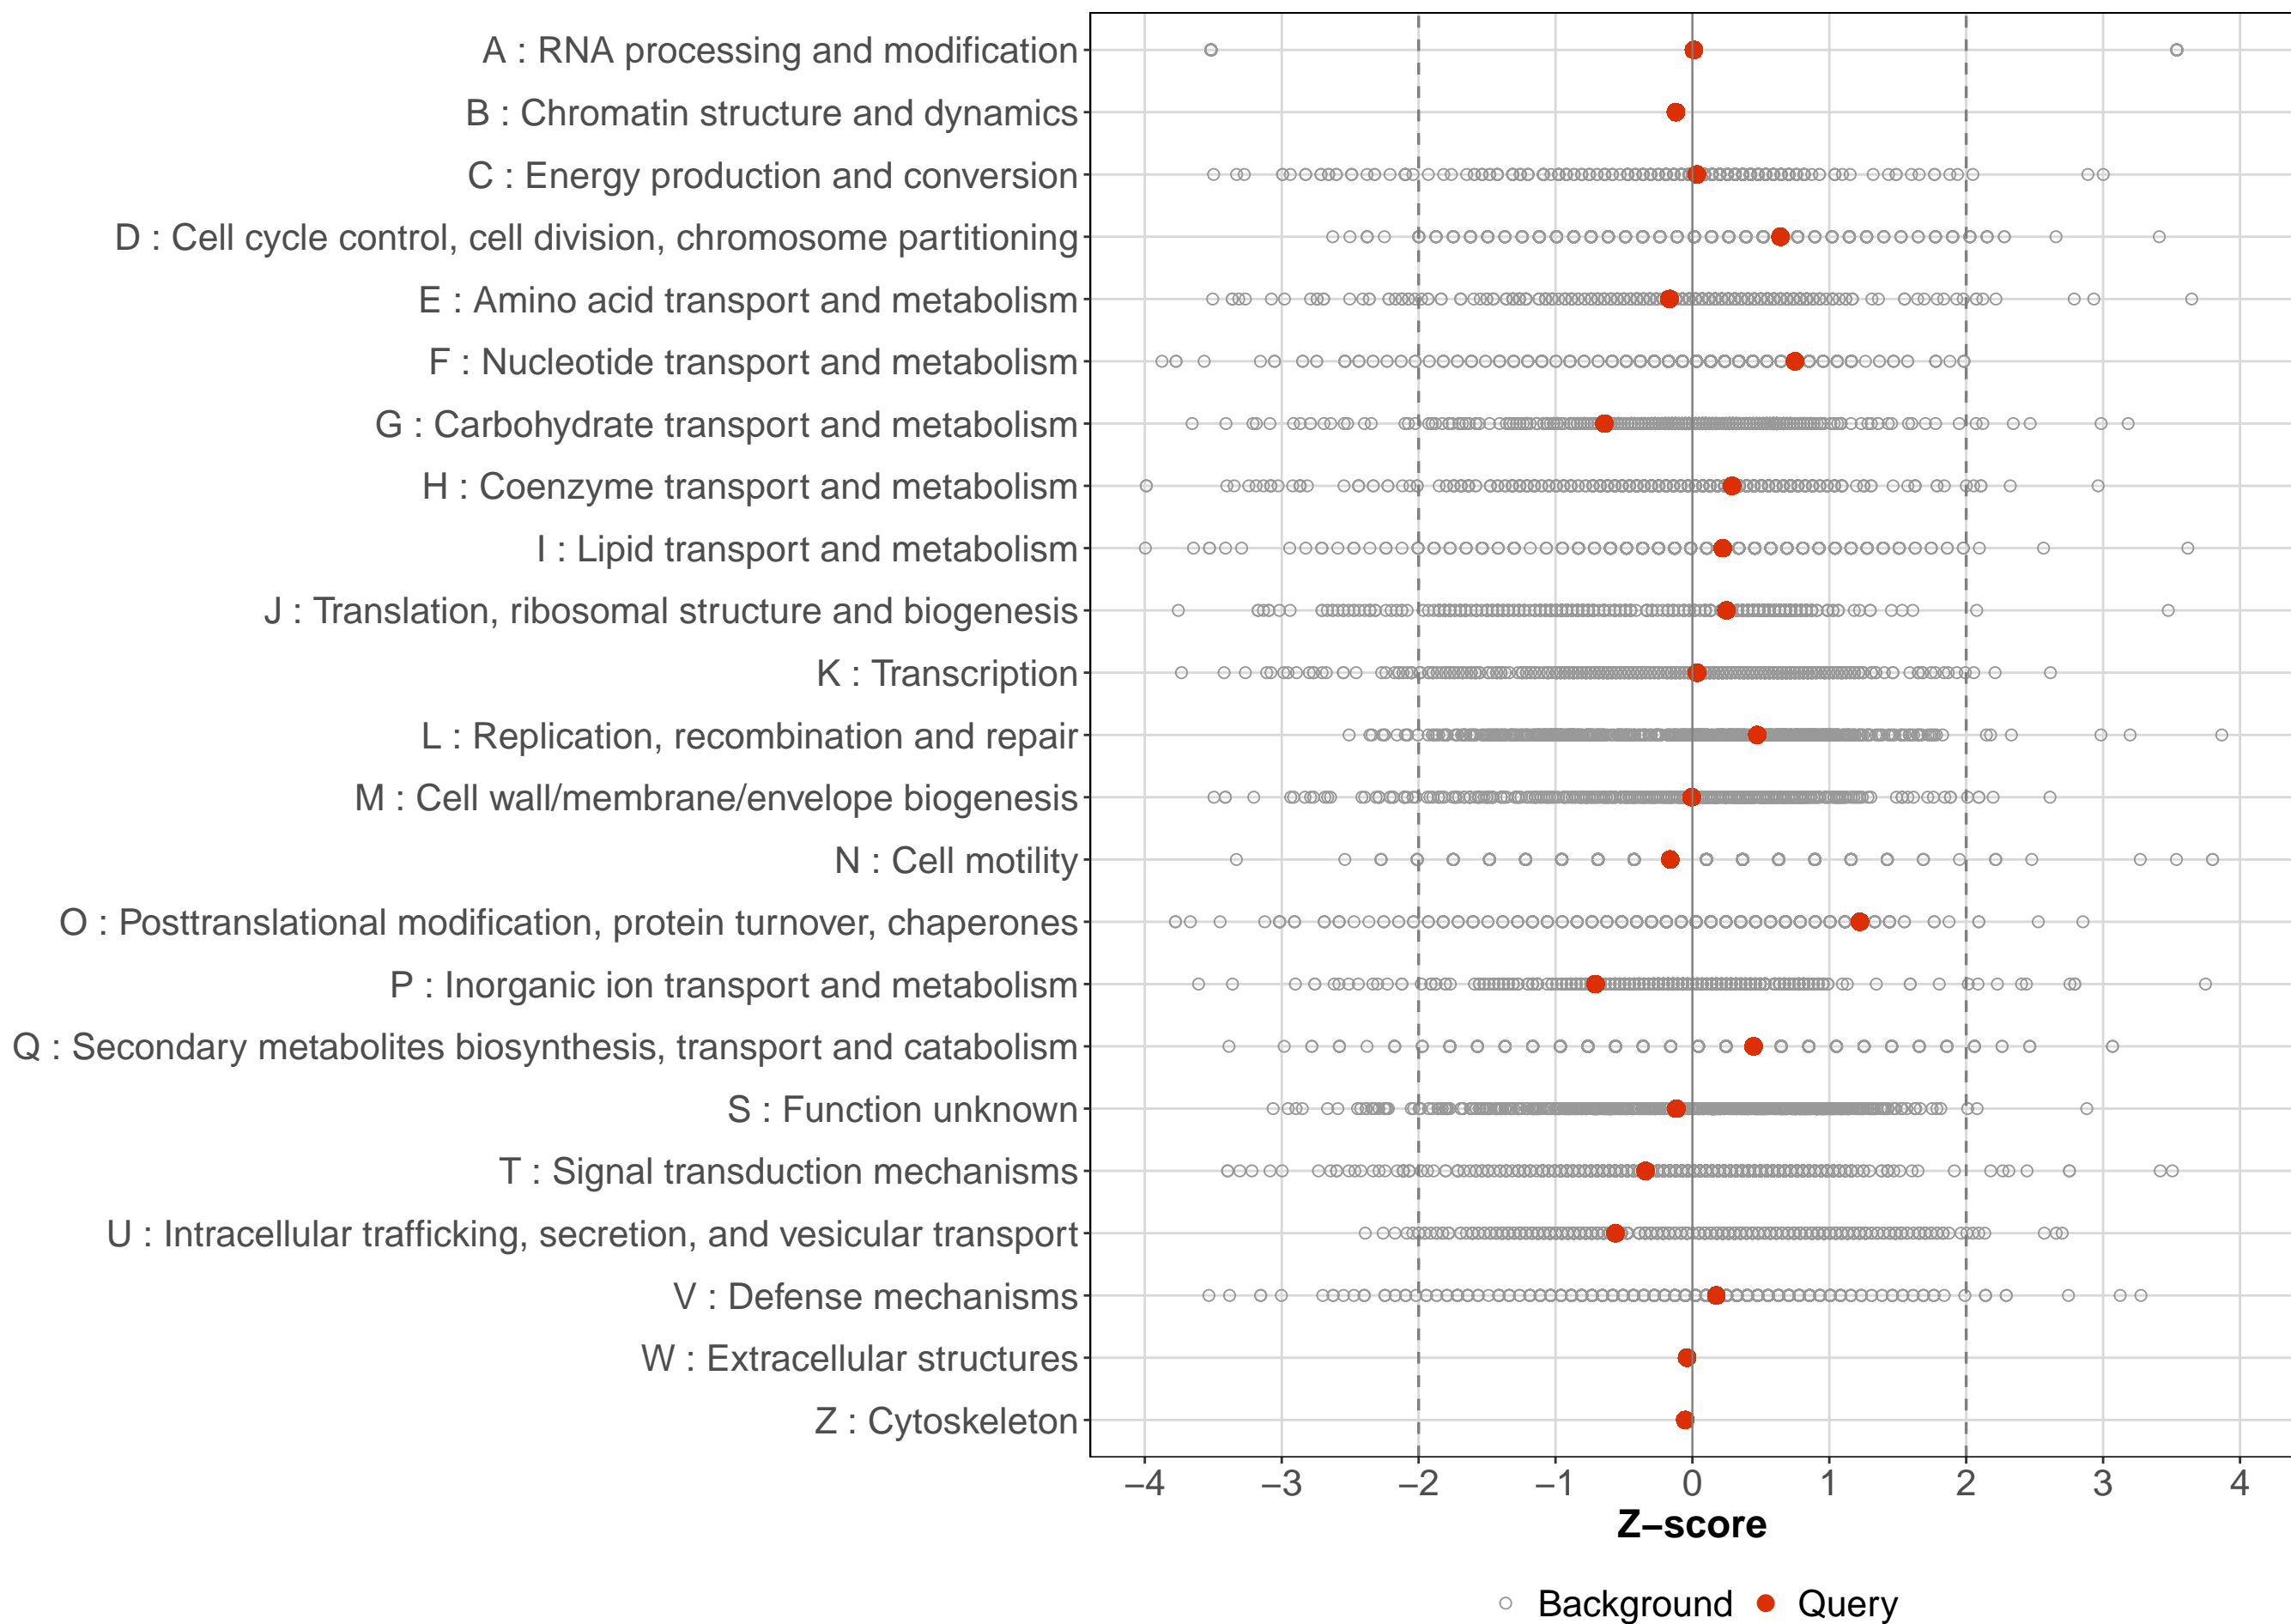 A : RNA processing and modification
B : Chromatin structure and dynamics
C : Energy production and conversion
D : Cell cycle control, cell division, chromosome partitioning
E : Amino acid transport and metabolism
F : Nucleotide transport and metabolism
G : Carbohydrate transport and metabolism
H : Coenzyme transport and metabolism
I : Lipid transport and metabolism
J : Translation, ribosomal structure and biogenesis
K : Transcription
L : Replication, recombination and repair
M : Cell wall/membrane/envelope biogenesis
N : Cell motility
O : Posttranslational modification, protein turnover, chaperones
P : Inorganic ion transport and metabolism
Q : Secondary metabolites biosynthesis, transport and catabolism
S : Function unknown
T : Signal transduction mechanisms
U : Intracellular trafficking, secretion, and vesicular transport
V : Defense mechanisms
W : Extracellular structures
Z : Cytoskeleton
−4 −3 −2 −1 0 1 2 3 4
Z−score
Background Query